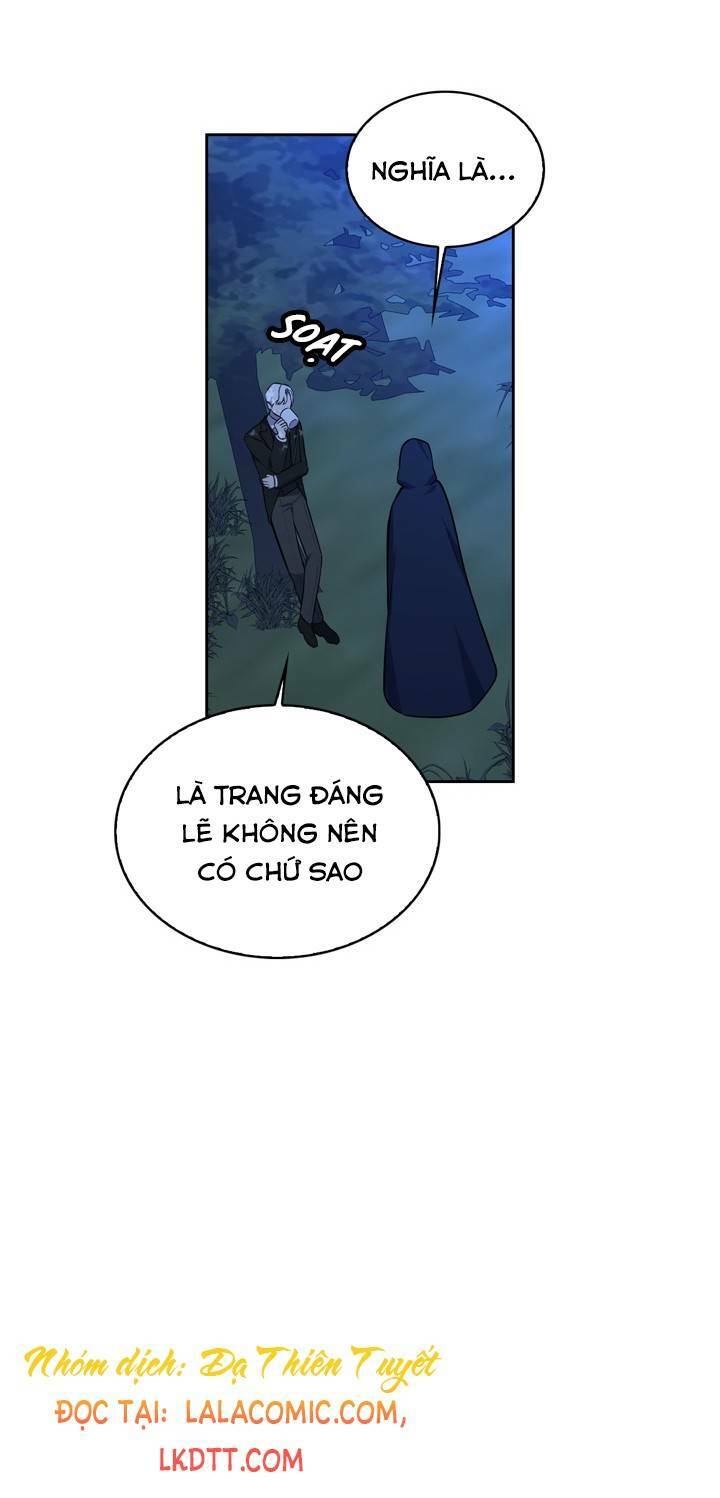 NGHĨA LÀ...
SOẠT
LÀ TRANG ĐÁNG
LẼ KHÔNG NÊN
CÓ CHỨ SAO
Nhóm dịch: Dạ Thiên Tuyết
ĐỌC TẠI: LALACOMIC.COM,
LKDTT.COM